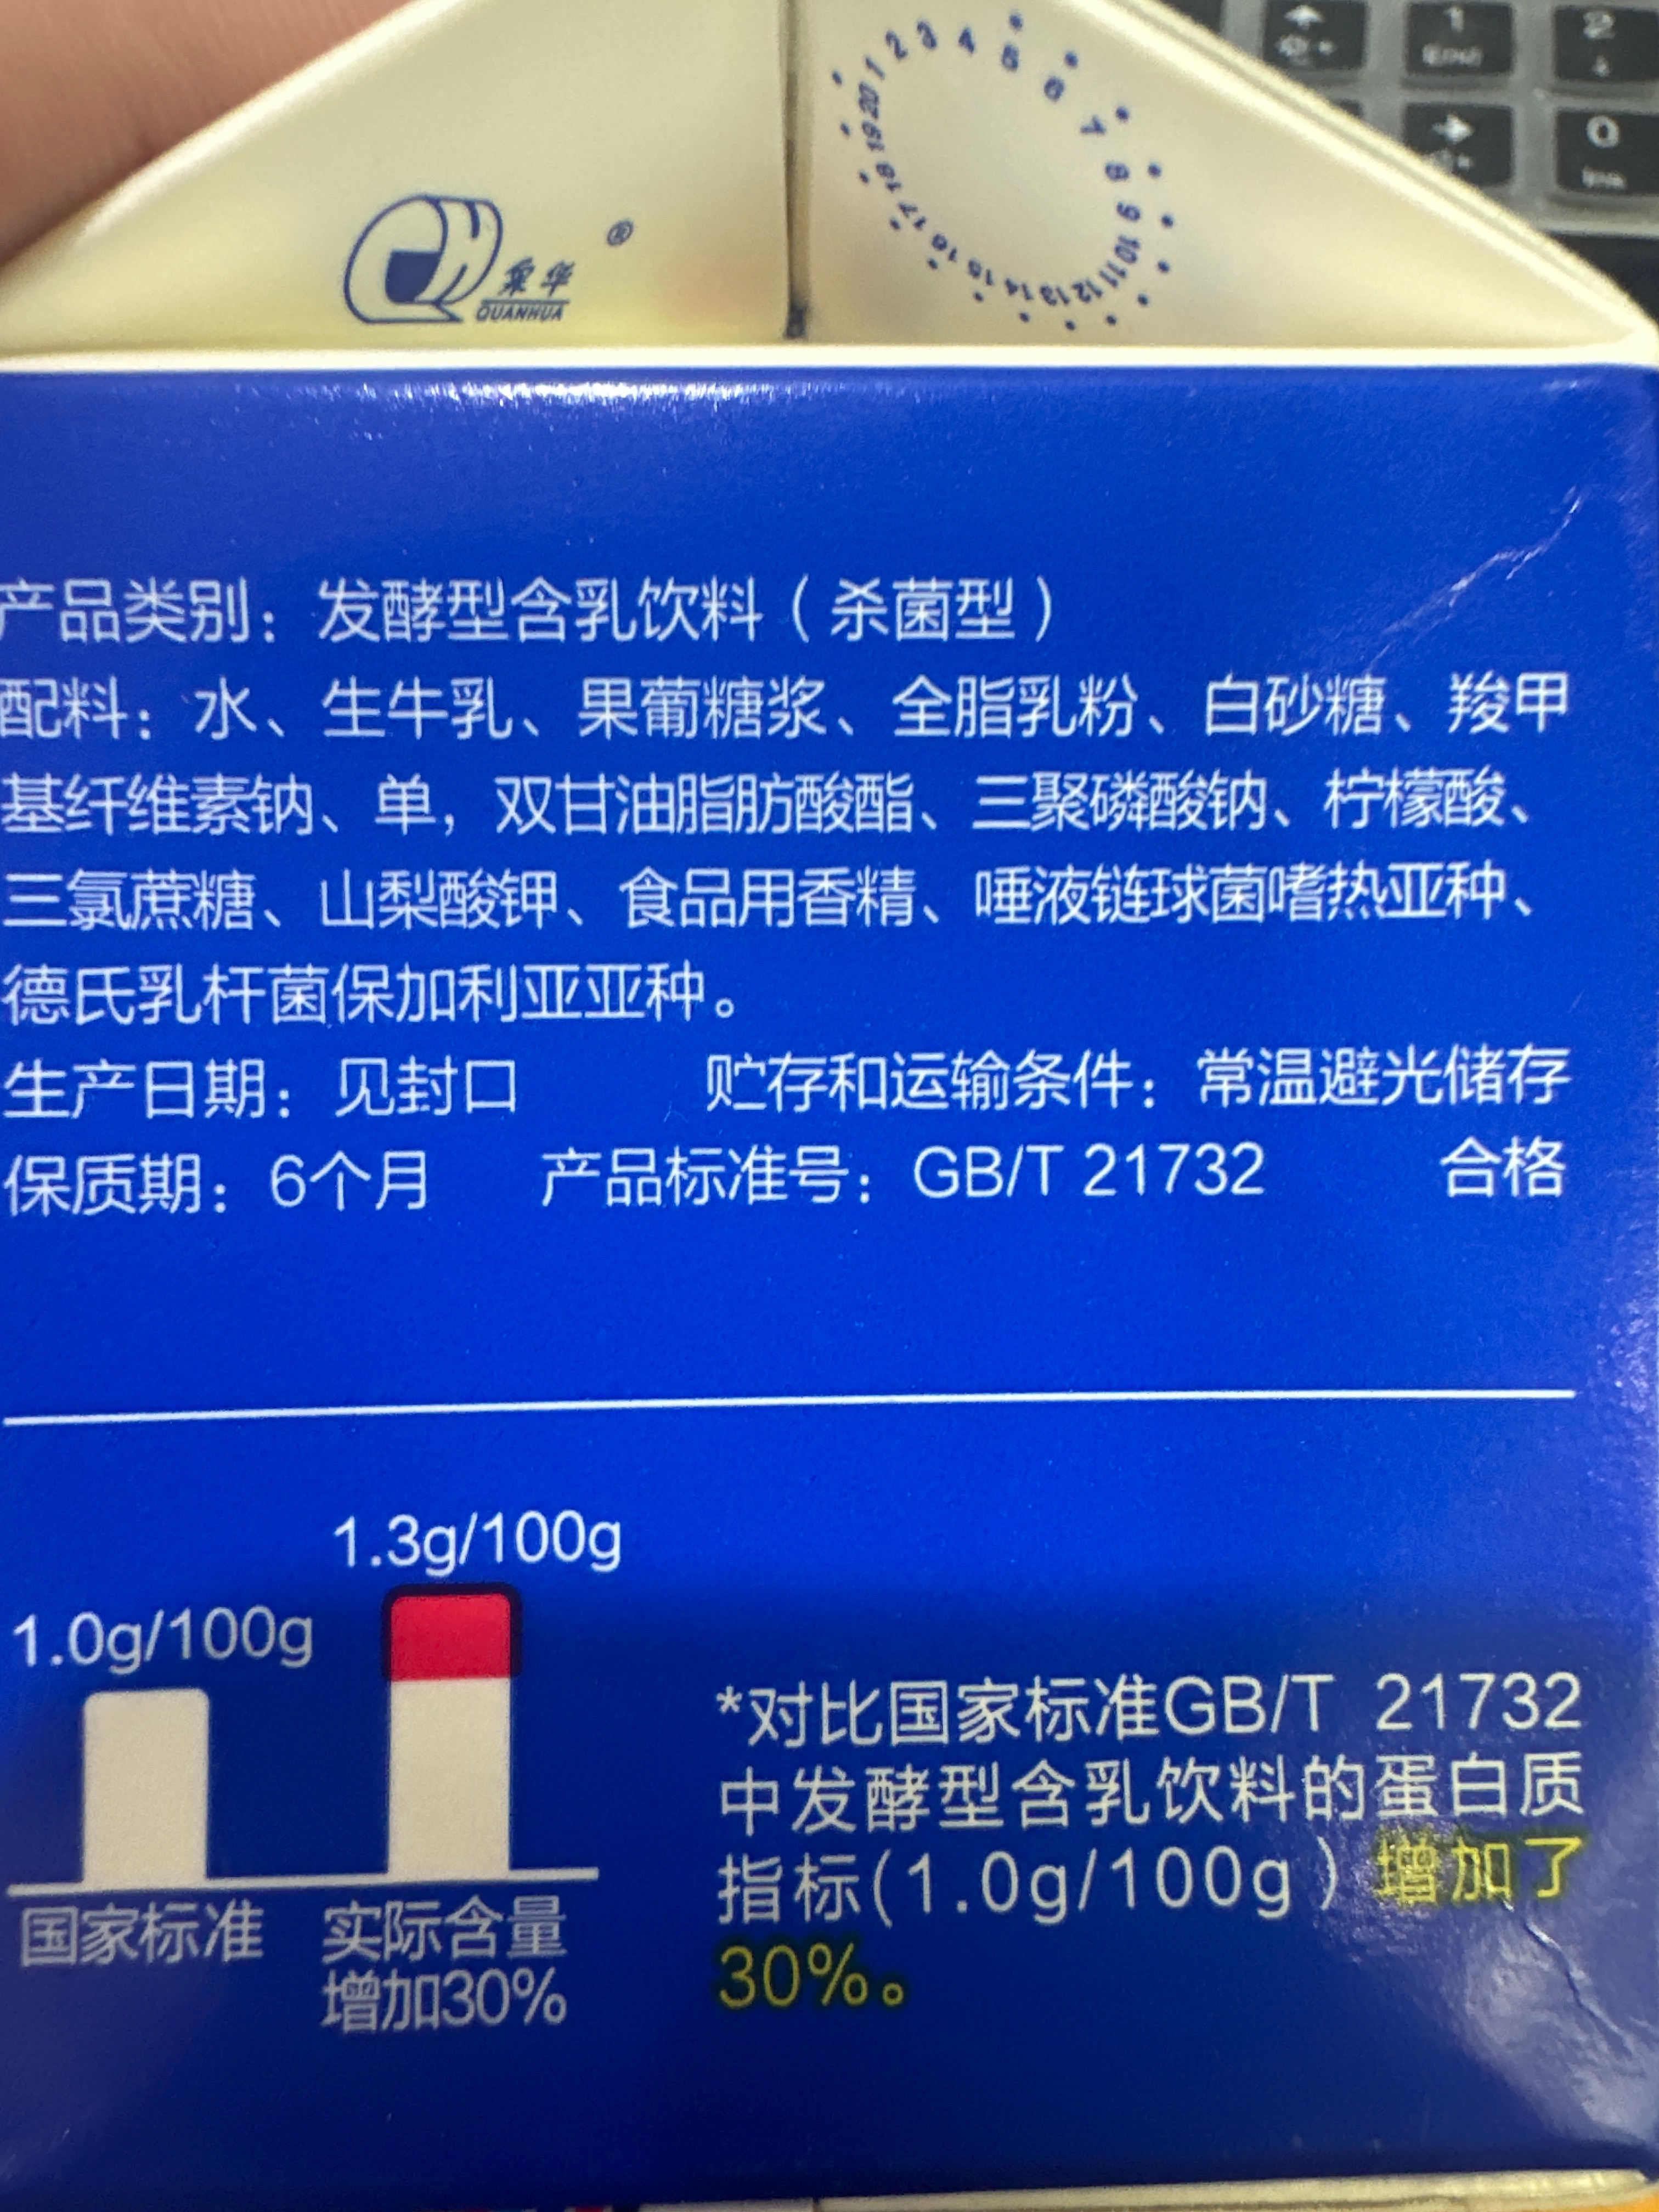 泉华
QUANHUA
®
1 2 3 4 5 6 7 8 9 10 11 12 13 14 15 16 17 18 19 20
产品类别：发酵型含乳饮料（杀菌型）
配料：水、生牛乳、果葡糖浆、全脂乳粉、白砂糖、羧甲
基纤维素钠、单，双甘油脂肪酸酯、三聚磷酸钠、柠檬酸、
三氯蔗糖、山梨酸钾、食品用香精、唾液链球菌嗜热亚种、
德氏乳杆菌保加利亚亚种。
生产日期：见封口 贮存和运输条件：常温避光储存
保质期：6个月 产品标准号：GB/T 21732 合格
1.3g/100g
1.0g/100g
国家标准
实际含量
增加30%
*对比国家标准GB/T 21732
中发酵型含乳饮料的蛋白质
指标(1.0g/100g）增加了
30%。
1
2
0